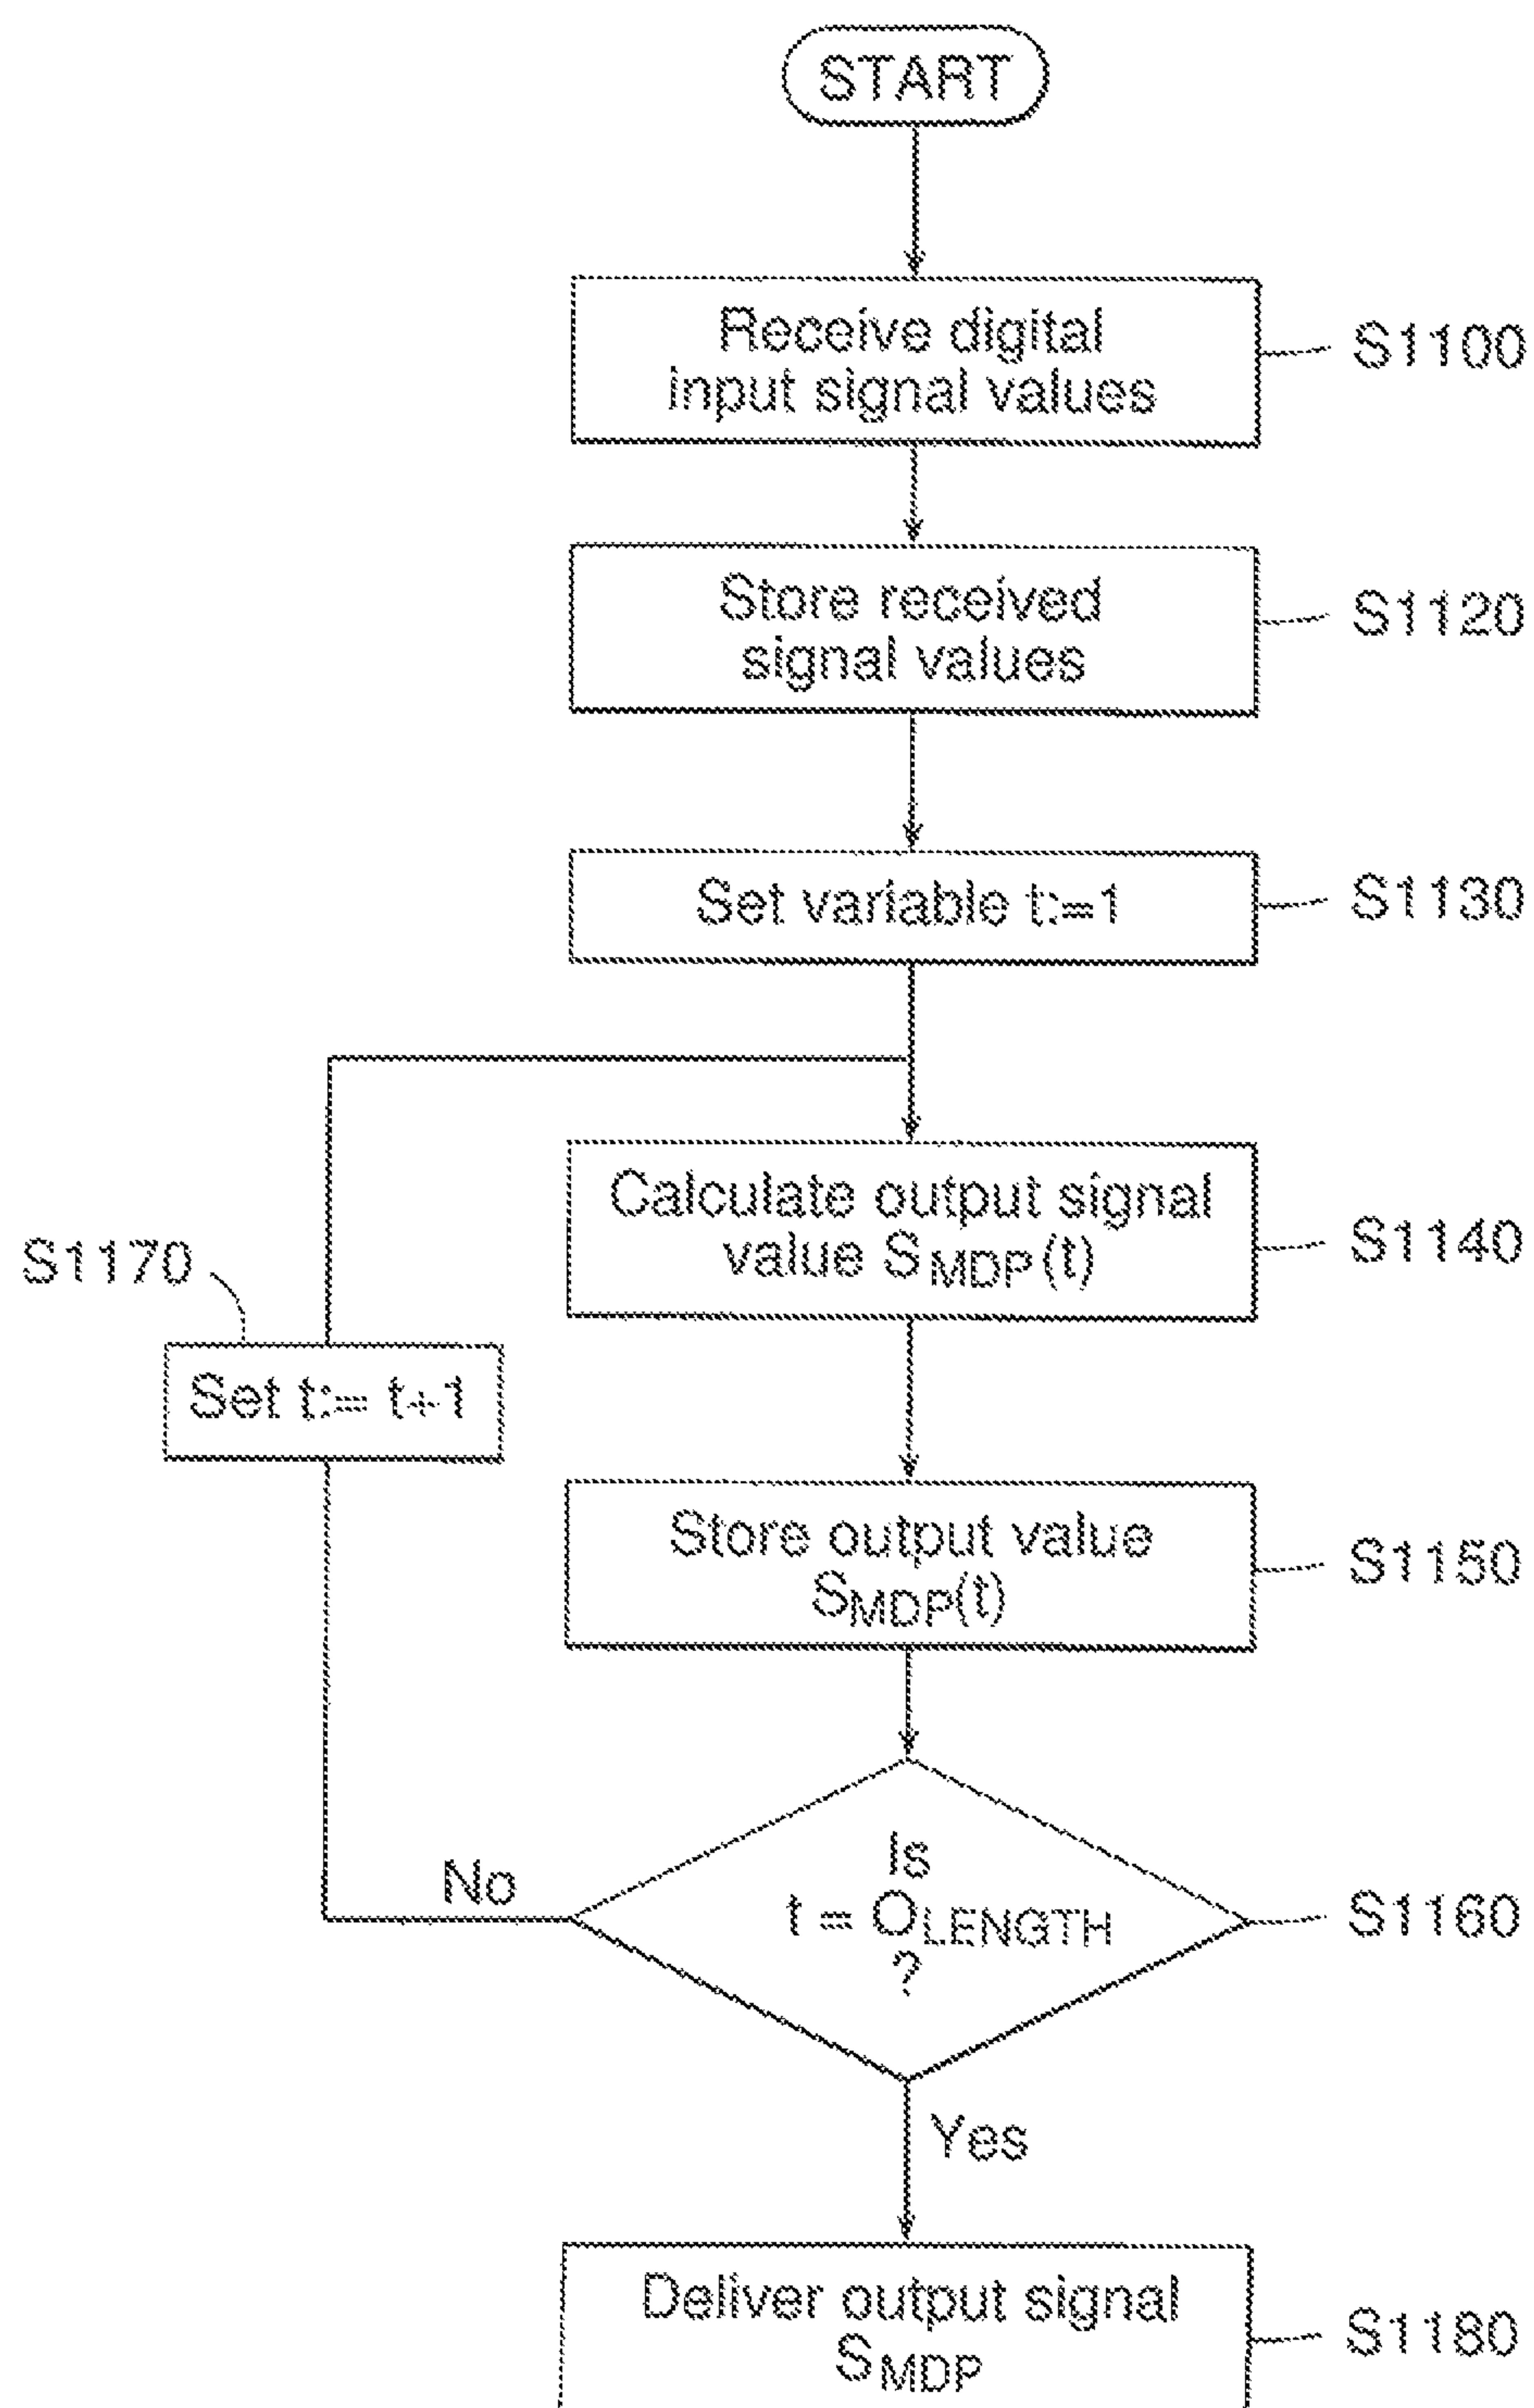 START
Receive digital
input signal values
S1100
Store received
signal values
S1120
Set variable t:=1
S1130
Calculate output signal
value SMDP(t)
S1140
S1170
Set t:= t+1
Store output value
SMDP(t)
S1150
Is
t = OLENGTH
?
S1160
No
Yes
Deliver output signal
SMDP
S1180